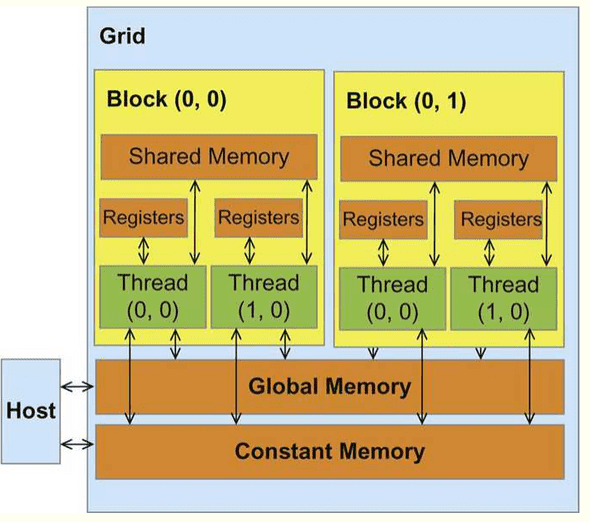 Grid
Block (0, 0)
Block (0, 1)
Shared Memory
Shared Memory
Registers
Registers
Registers
Registers
Thread
(0, 0)
Thread
(1, 0)
Thread
(0, 0)
Thread
(1, 0)
Host
Global Memory
Constant Memory